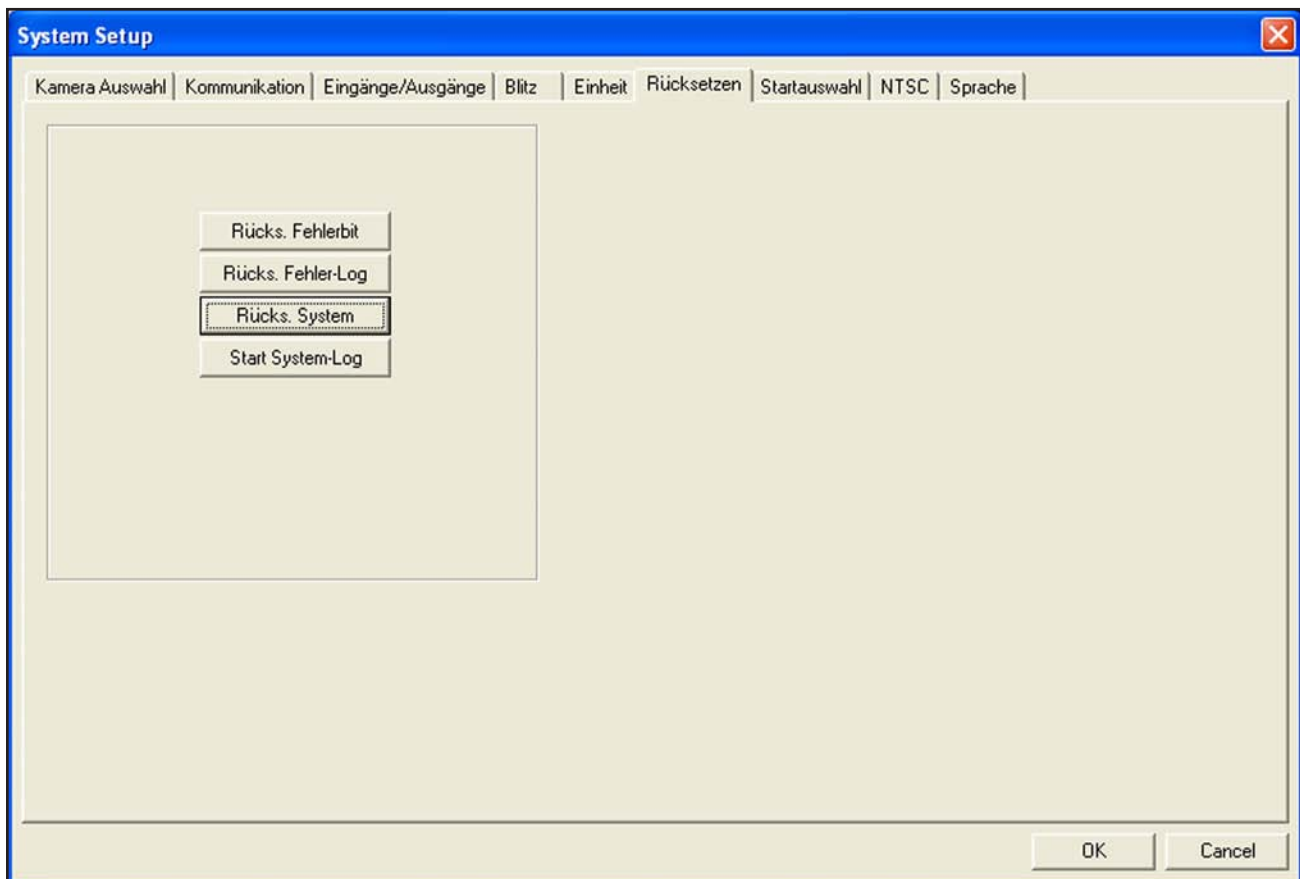 System Setup
Kamera Auswahl Kommunikation Eingänge/Ausgänge Blitz Einheit Rücksetzen Startauswahl NTSC Sprache
Rücks. Fehlerbit
Rücks. Fehler-Log
Rücks. System
Start System-Log
OK Cancel